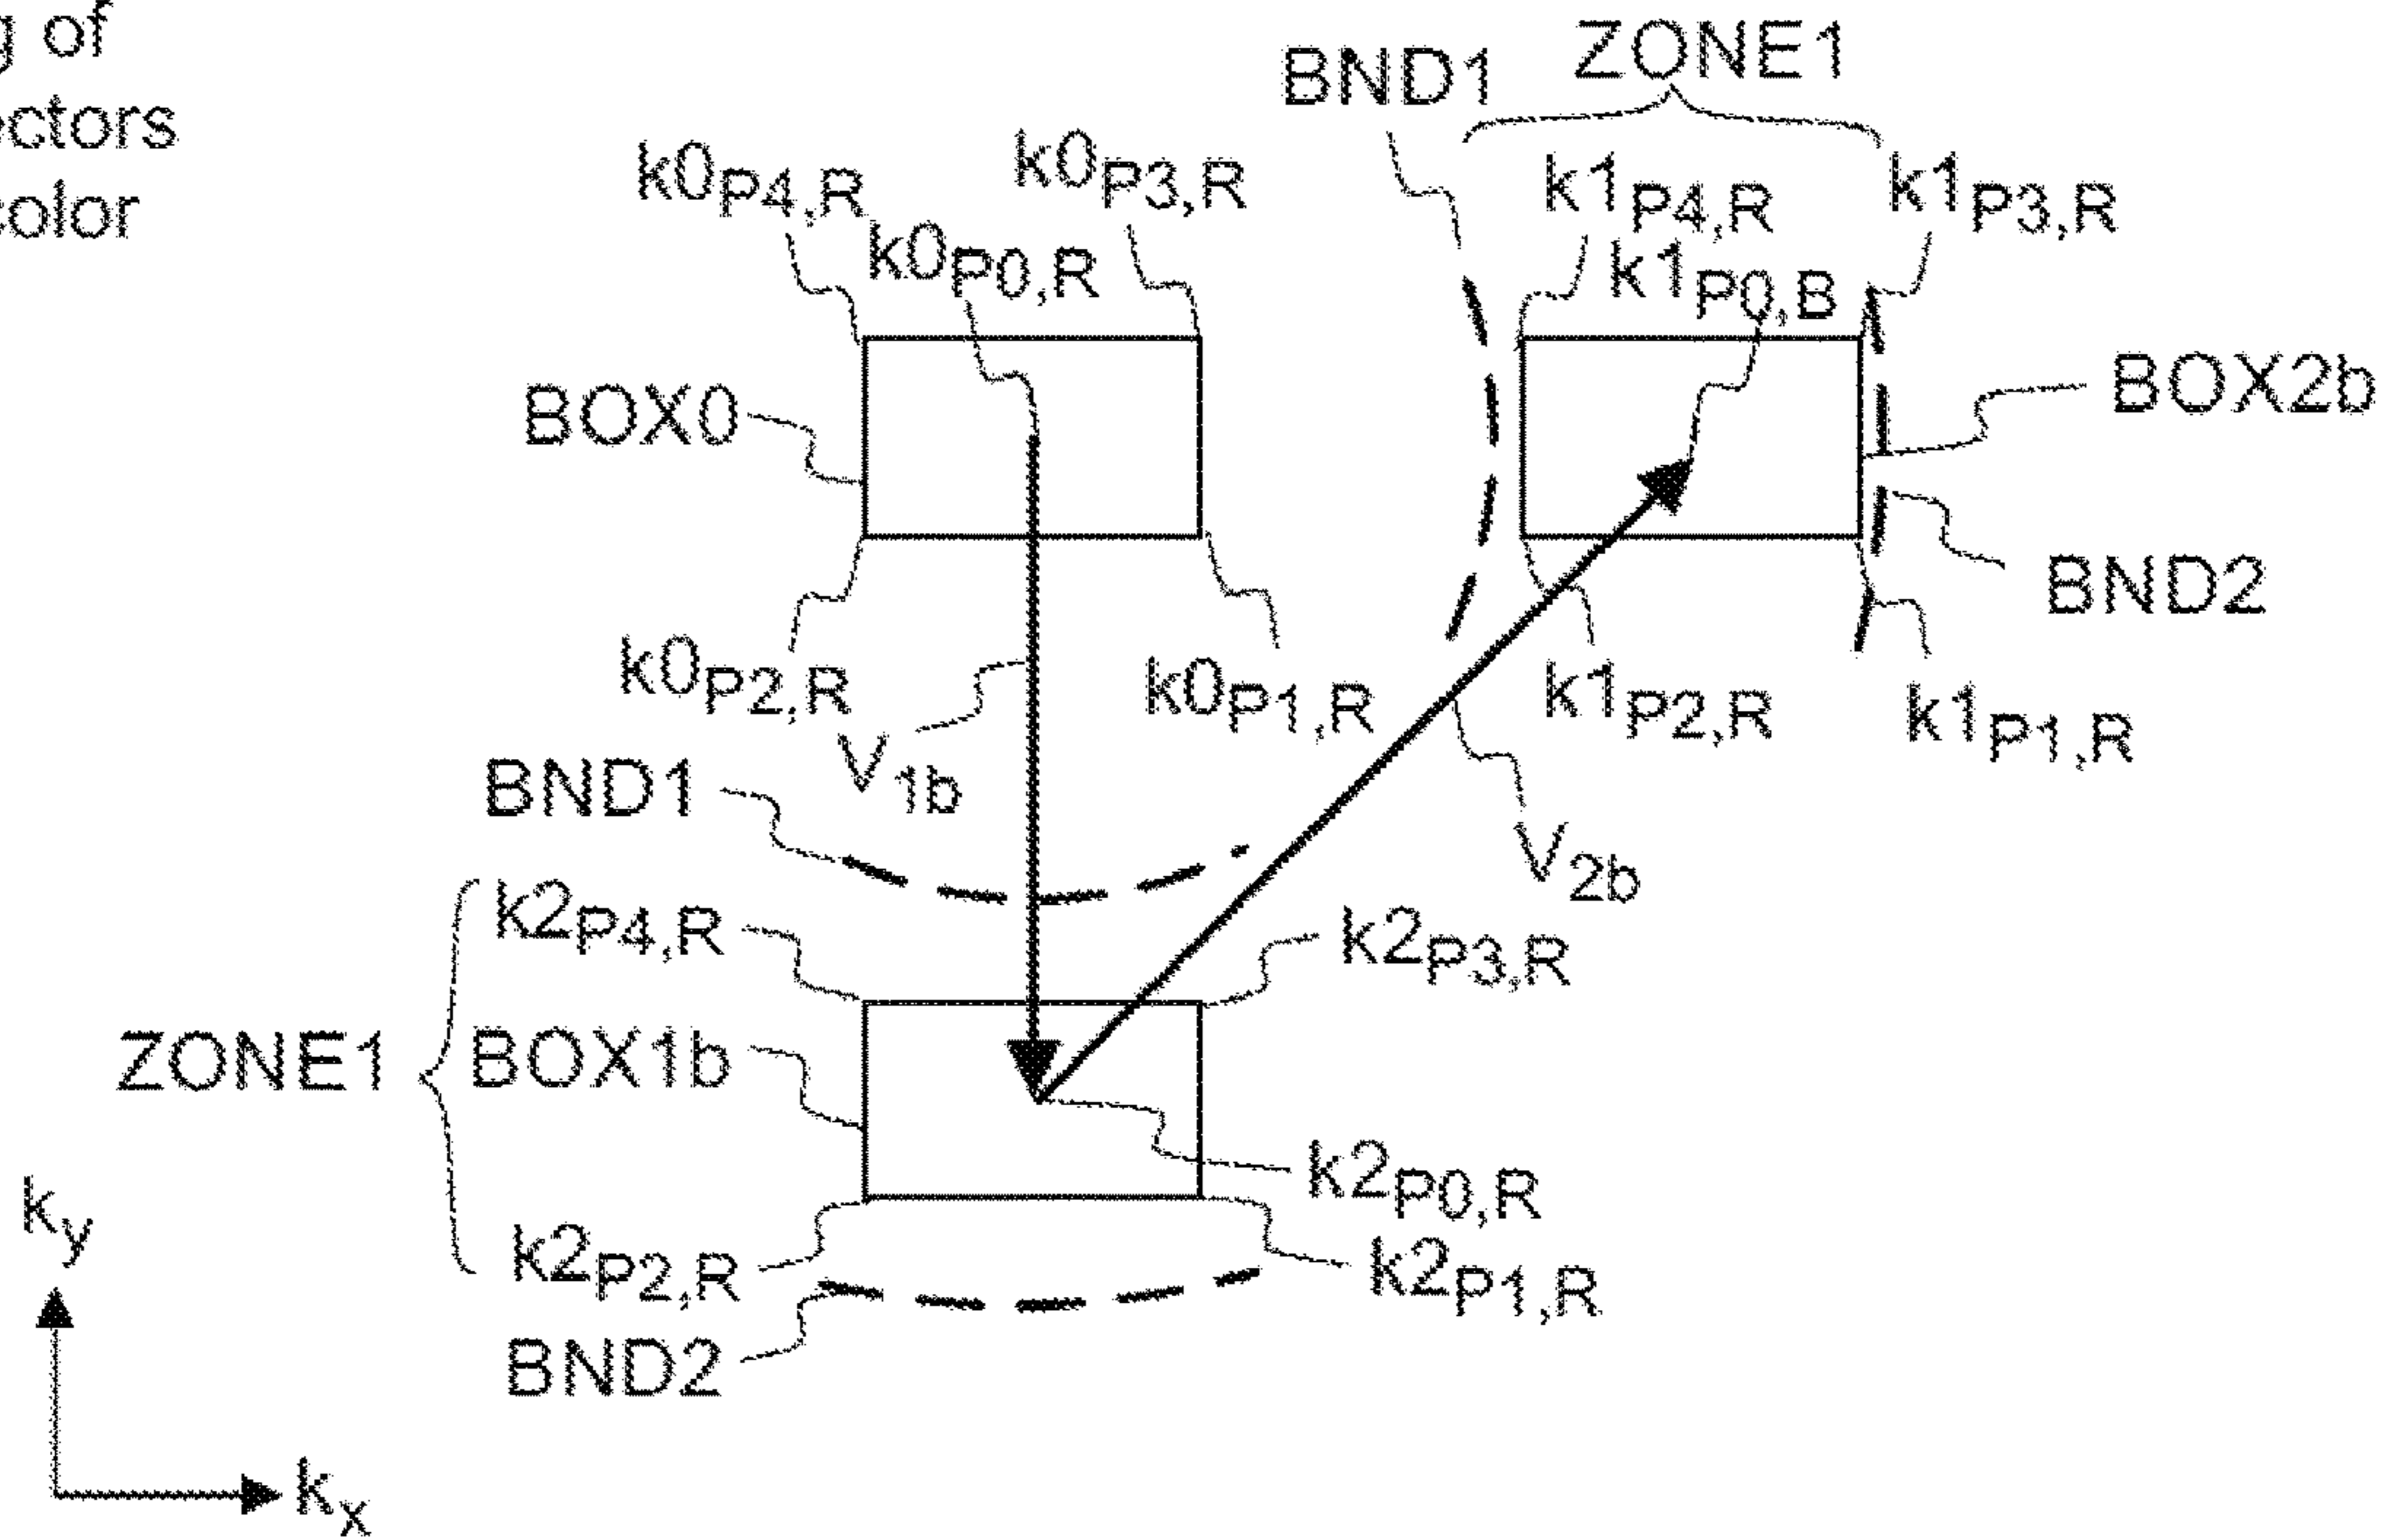 g of
ectors
color
BND1
ZONE1
k0P4,R
k0P3,R
k0P0,R
k1P4,R
k1P3,R
k1P0,B
BOX0
BOX2b
BND2
k0P2,R
k0P1,R
k1P2,R
k1P1,R
V1b
BND1
V2b
k2P4,R
k2P3,R
ZONE1
BOX1b
k2P0,R
k2P2,R
k2P1,R
BND2
ky
kx